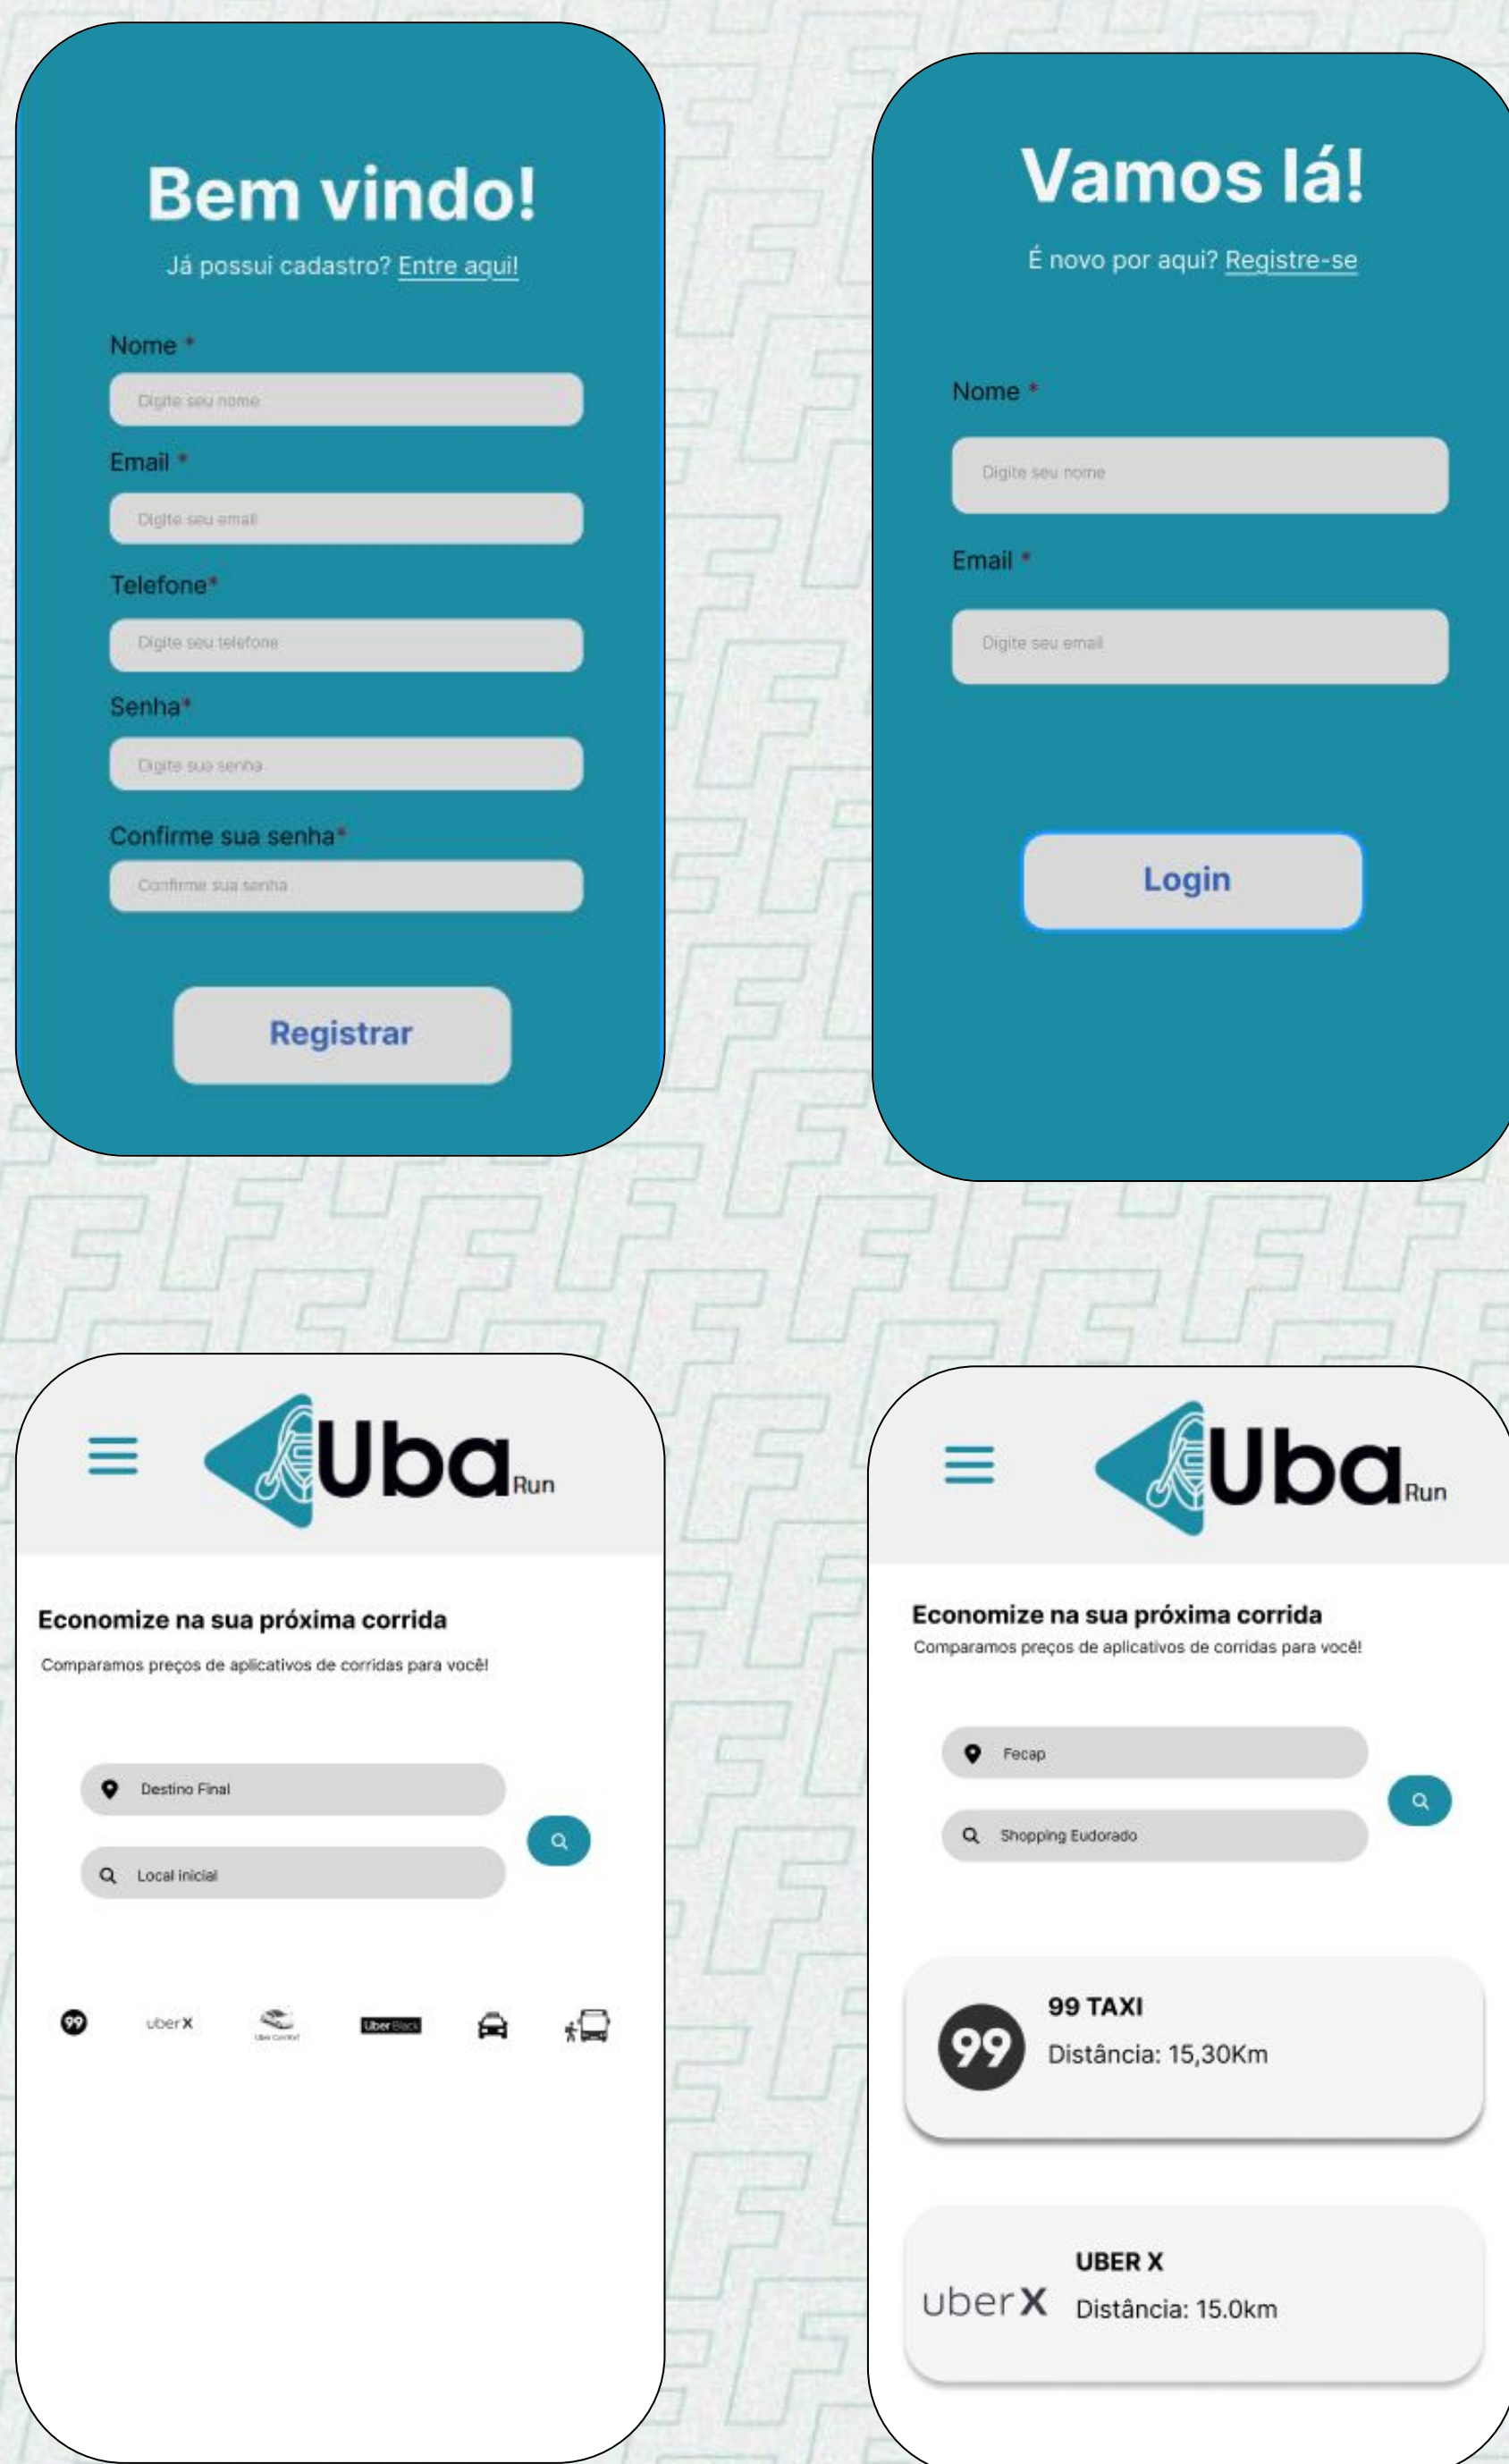 Bem vindo!
Já possui cadastro? Entre aqui!
Nome *
Digite seu nome
Email *
Digite seu email
Telefone*
Digite seu telefone
Senha*
Digite sua senha
Confirme sua senha*
Confirme sua senha
Registrar
Vamos lá!
É novo por aqui? Registre-se
Nome *
Digite seu nome
Email *
Digite seu email
Login
Uba Run
Economize na sua próxima corrida
Comparamos preços de aplicativos de corridas para você!
Destino Final
Local inicial
99
uberX
Uber Comfort
Uber Black
Uba Run
Economize na sua próxima corrida
Comparamos preços de aplicativos de corridas para você!
Fecap
Shopping Eudorado
99
99 TAXI
Distância: 15,30Km
uberX
UBER X
Distância: 15.0km